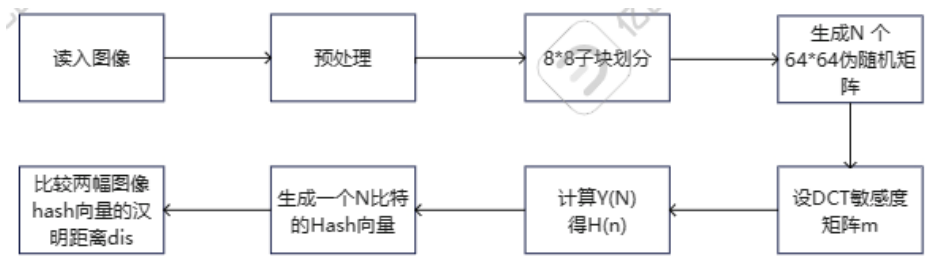 读入图像
预处理
8*8子块划分
生成N 个
64*64伪随机矩
阵
设DCT敏感度
矩阵m
计算Y(N)
得H(n)
生成一个N比特
的Hash向量
比较两幅图像
hash向量的汉
明距离dis